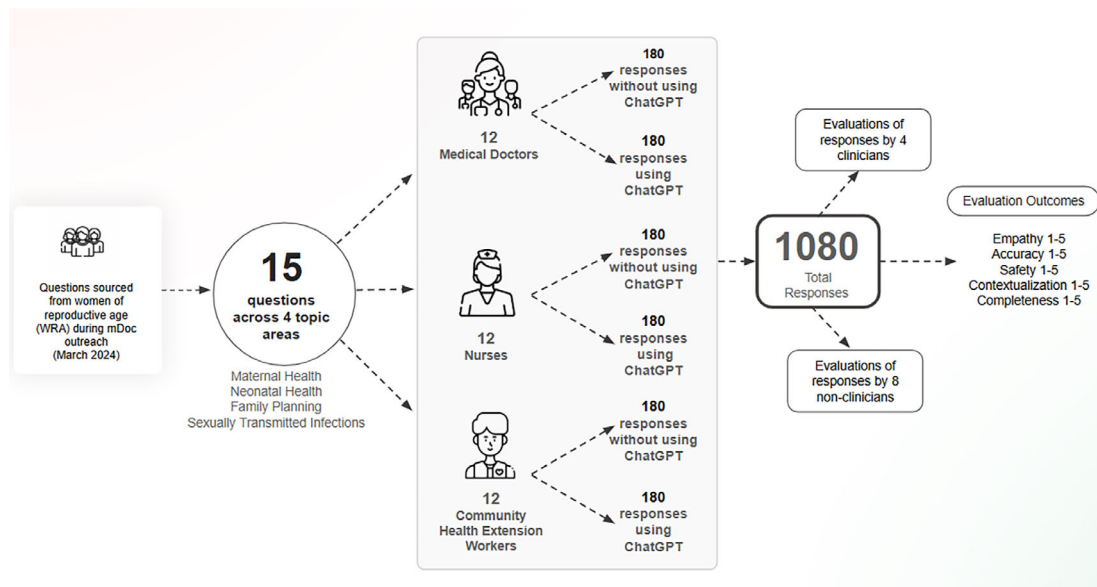 Questions sourced
from women of
reproductive age
(WRA) during mDoc
outreach
(March 2024)
15
questions
across 4 topic
areas
Maternal Health
Neonatal Health
Family Planning
Sexually Transmitted Infections
12
Medical Doctors
180
responses
without using
ChatGPT
180
responses
using
ChatGPT
12
Nurses
180
responses
without using
ChatGPT
180
responses
using
ChatGPT
12
Community
Health Extension
Workers
180
responses
without using
ChatGPT
180
responses
using
ChatGPT
1080
Total
Responses
Evaluations of
responses by 4
clinicians
Evaluations of
responses by 8
non-clinicians
Evaluation Outcomes
Empathy 1-5
Accuracy 1-5
Safety 1-5
Contextualization 1-5
Completeness 1-5